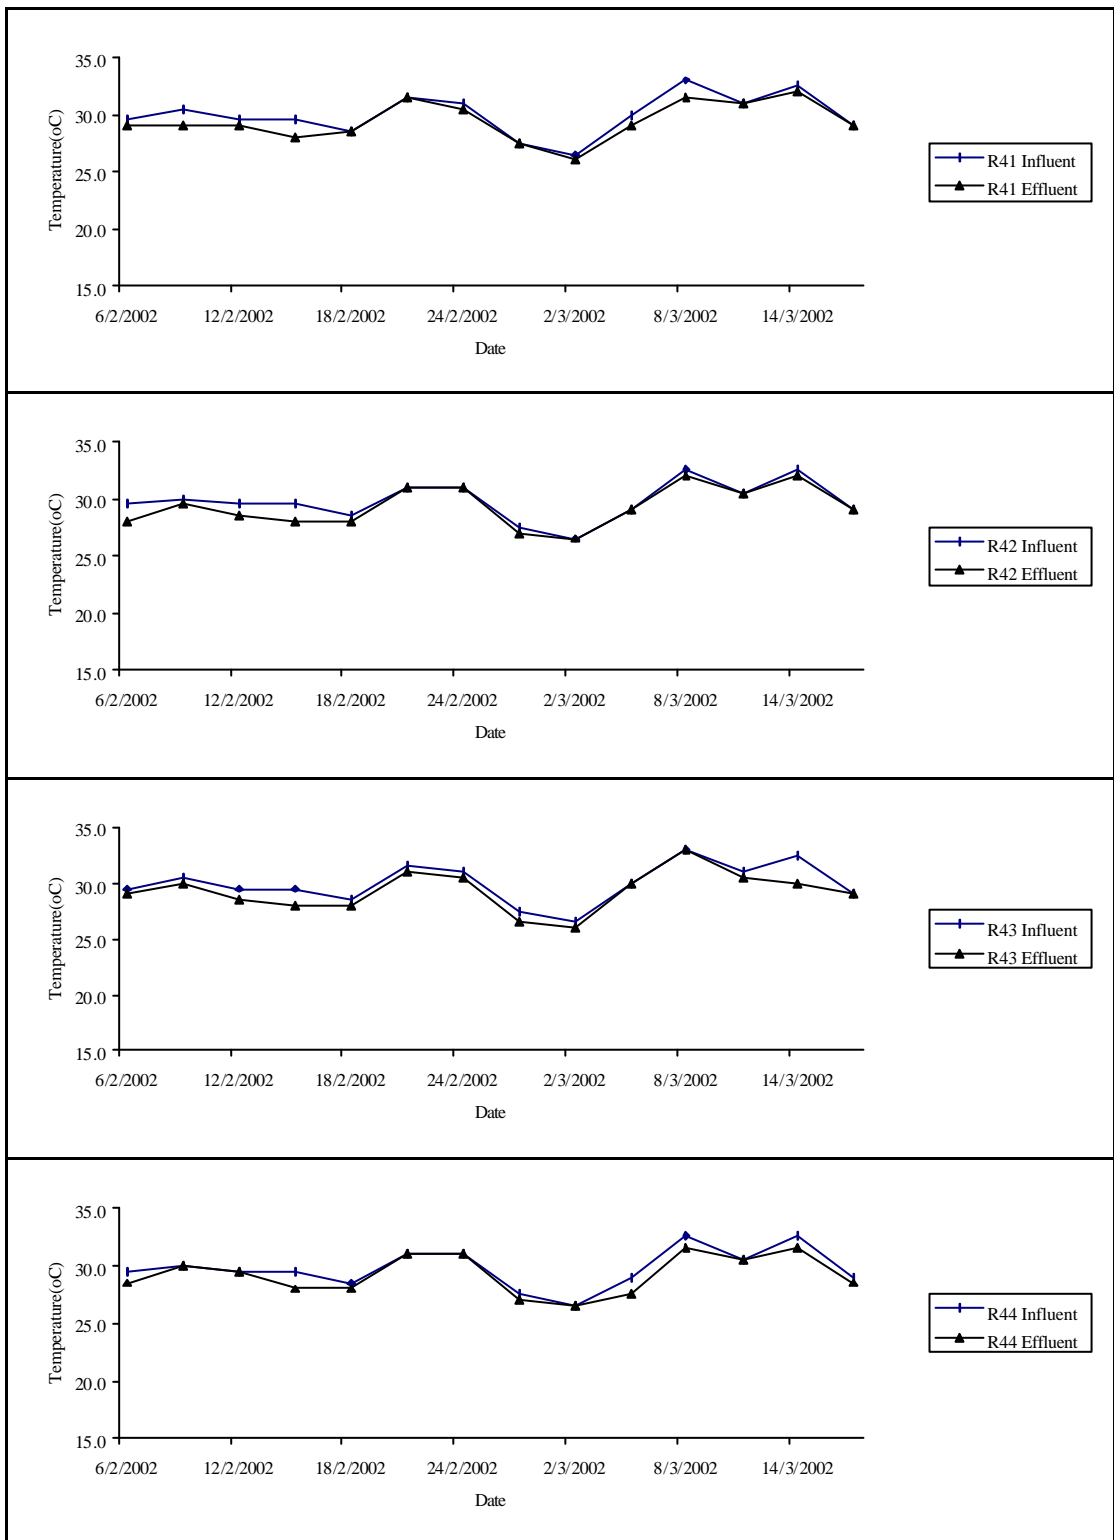 35.0
30.0
25.0
20.0
15.0
Temperature(oC)
6/2/2002 12/2/2002 18/2/2002 24/2/2002 2/3/2002 8/3/2002 14/3/2002
Date
R41 Influent
R41 Effluent
35.0
30.0
25.0
20.0
15.0
Temperature(oC)
6/2/2002 12/2/2002 18/2/2002 24/2/2002 2/3/2002 8/3/2002 14/3/2002
Date
R42 Influent
R42 Effluent
35.0
30.0
25.0
20.0
15.0
Temperature(oC)
6/2/2002 12/2/2002 18/2/2002 24/2/2002 2/3/2002 8/3/2002 14/3/2002
Date
R43 Influent
R43 Effluent
35.0
30.0
25.0
20.0
15.0
Temperature(oC)
6/2/2002 12/2/2002 18/2/2002 24/2/2002 2/3/2002 8/3/2002 14/3/2002
Date
R44 Influent
R44 Effluent